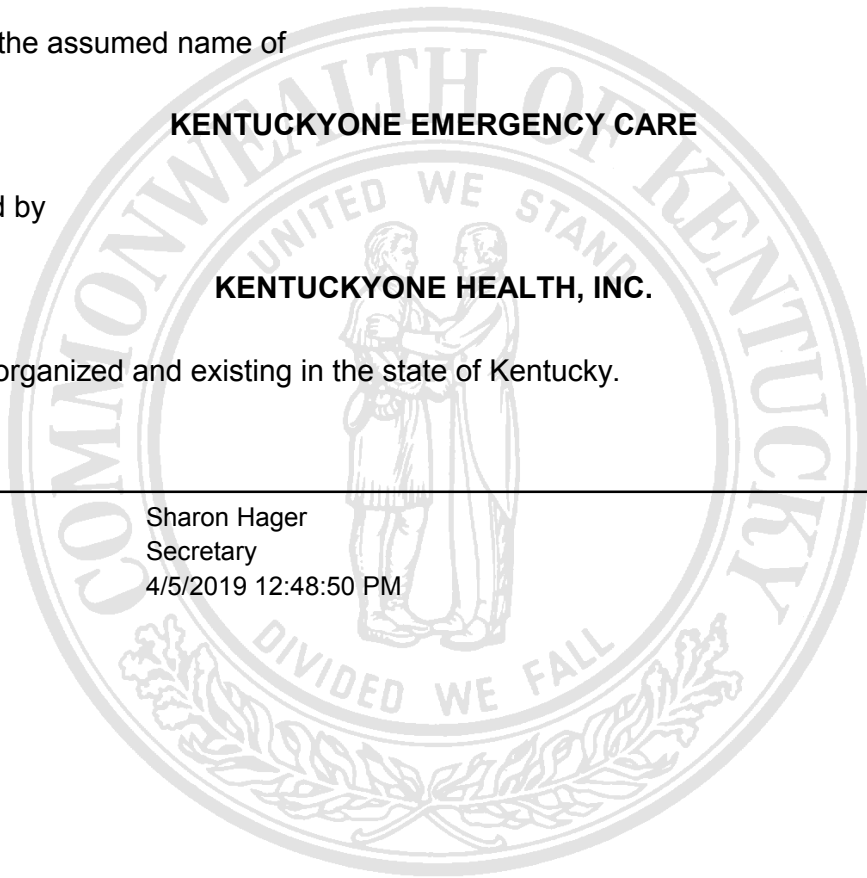 the assumed name of
KENTUCKYONE EMERGENCY CARE
d by
KENTUCKYONE HEALTH, INC.
organized and existing in the state of Kentucky.
Sharon Hager
Secretary
4/5/2019 12:48:50 PM
COMMONWEALTH OF KENTUCKY
UNITED WE STAND
DIVIDED WE FALL